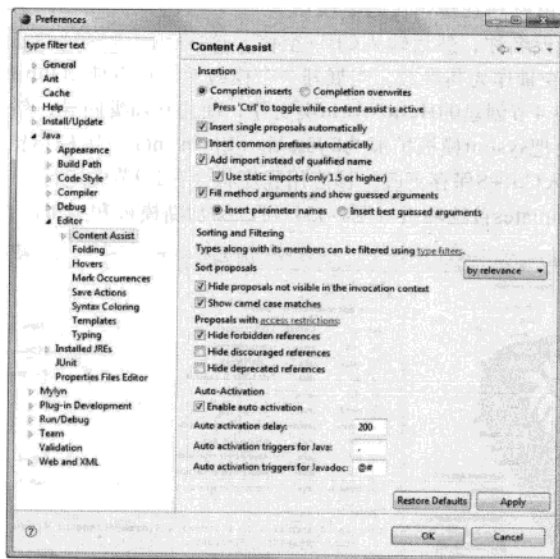 Preferences
type filter text
General
Ant
Cache
Help
Install/Update
Java
Appearance
Build Path
Code Style
Compiler
Debug
Editor
Content Assist
Folding
Hovers
Mark Occurrences
Save Actions
Syntax Coloring
Templates
Typing
Installed JREs
JUnit
Properties Files Editor
Mylyn
Plug-in Development
Run/Debug
Team
Validation
Web and XML
Content Assist
Insertion
Completion inserts Completion overwrites
Press 'Ctrl' to toggle while content assist is active
Insert single proposals automatically
Insert common prefixes automatically
Add import instead of qualified name
Use static imports (only 1.5 or higher)
Fill method arguments and show guessed arguments
Insert parameter names Insert best guessed arguments
Sorting and Filtering
Types along with its members can be filtered using type filters.
Sort proposals by relevance
Hide proposals not visible in the invocation context
Show camel case matches
Proposals with access restrictions:
Hide forbidden references
Hide discouraged references
Hide deprecated references
Auto-Activation
Enable auto activation
Auto activation delay: 200
Auto activation triggers for Java: .
Auto activation triggers for Javadoc: @#
Restore Defaults Apply
? OK Cancel